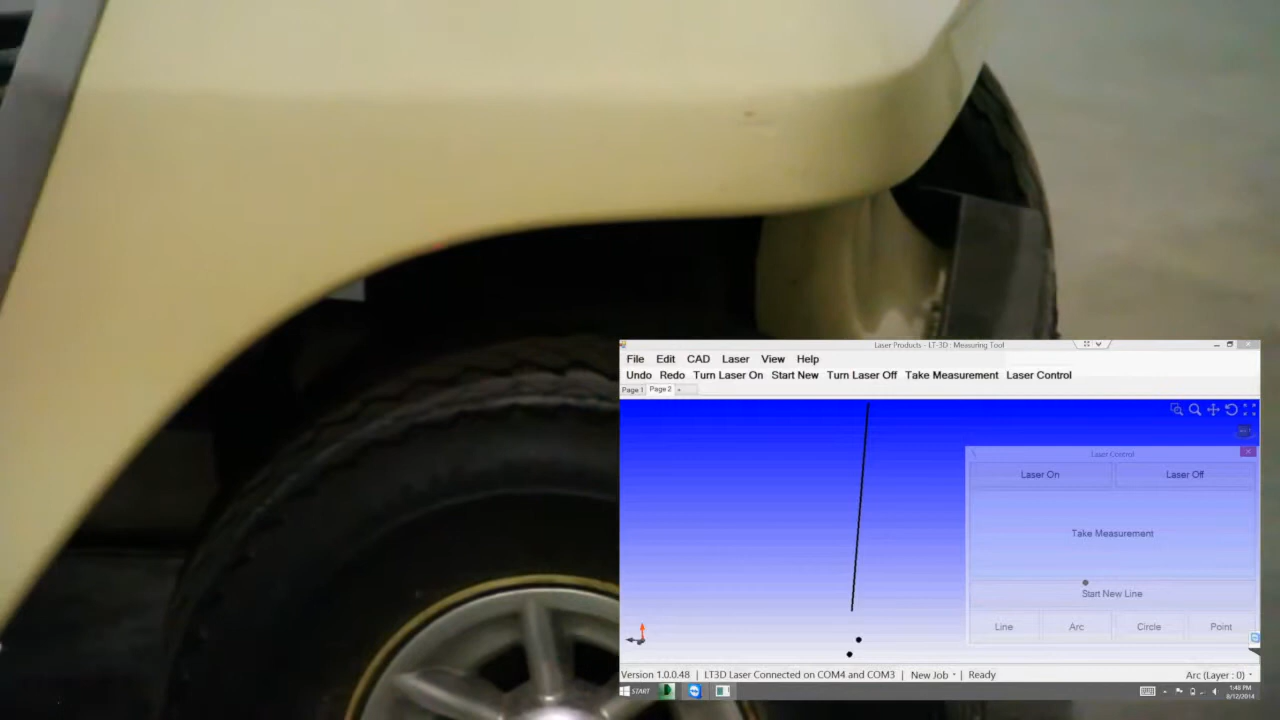 Laser Products - LT-3D : Measuring Tool
File Edit CAD Laser View Help
Undo Redo Turn Laser On Start New Turn Laser Off Take Measurement Laser Control
Page 1 Page 2 +
Laser Control
Laser On Laser Off
Take Measurement
Start New Line
Line Arc Circle Point
Version 1.0.0.48 | LT3D Laser Connected on COM4 and COM3 | New Job | Ready Arc (Layer : 0)
START 1:48 PM
8/12/2014